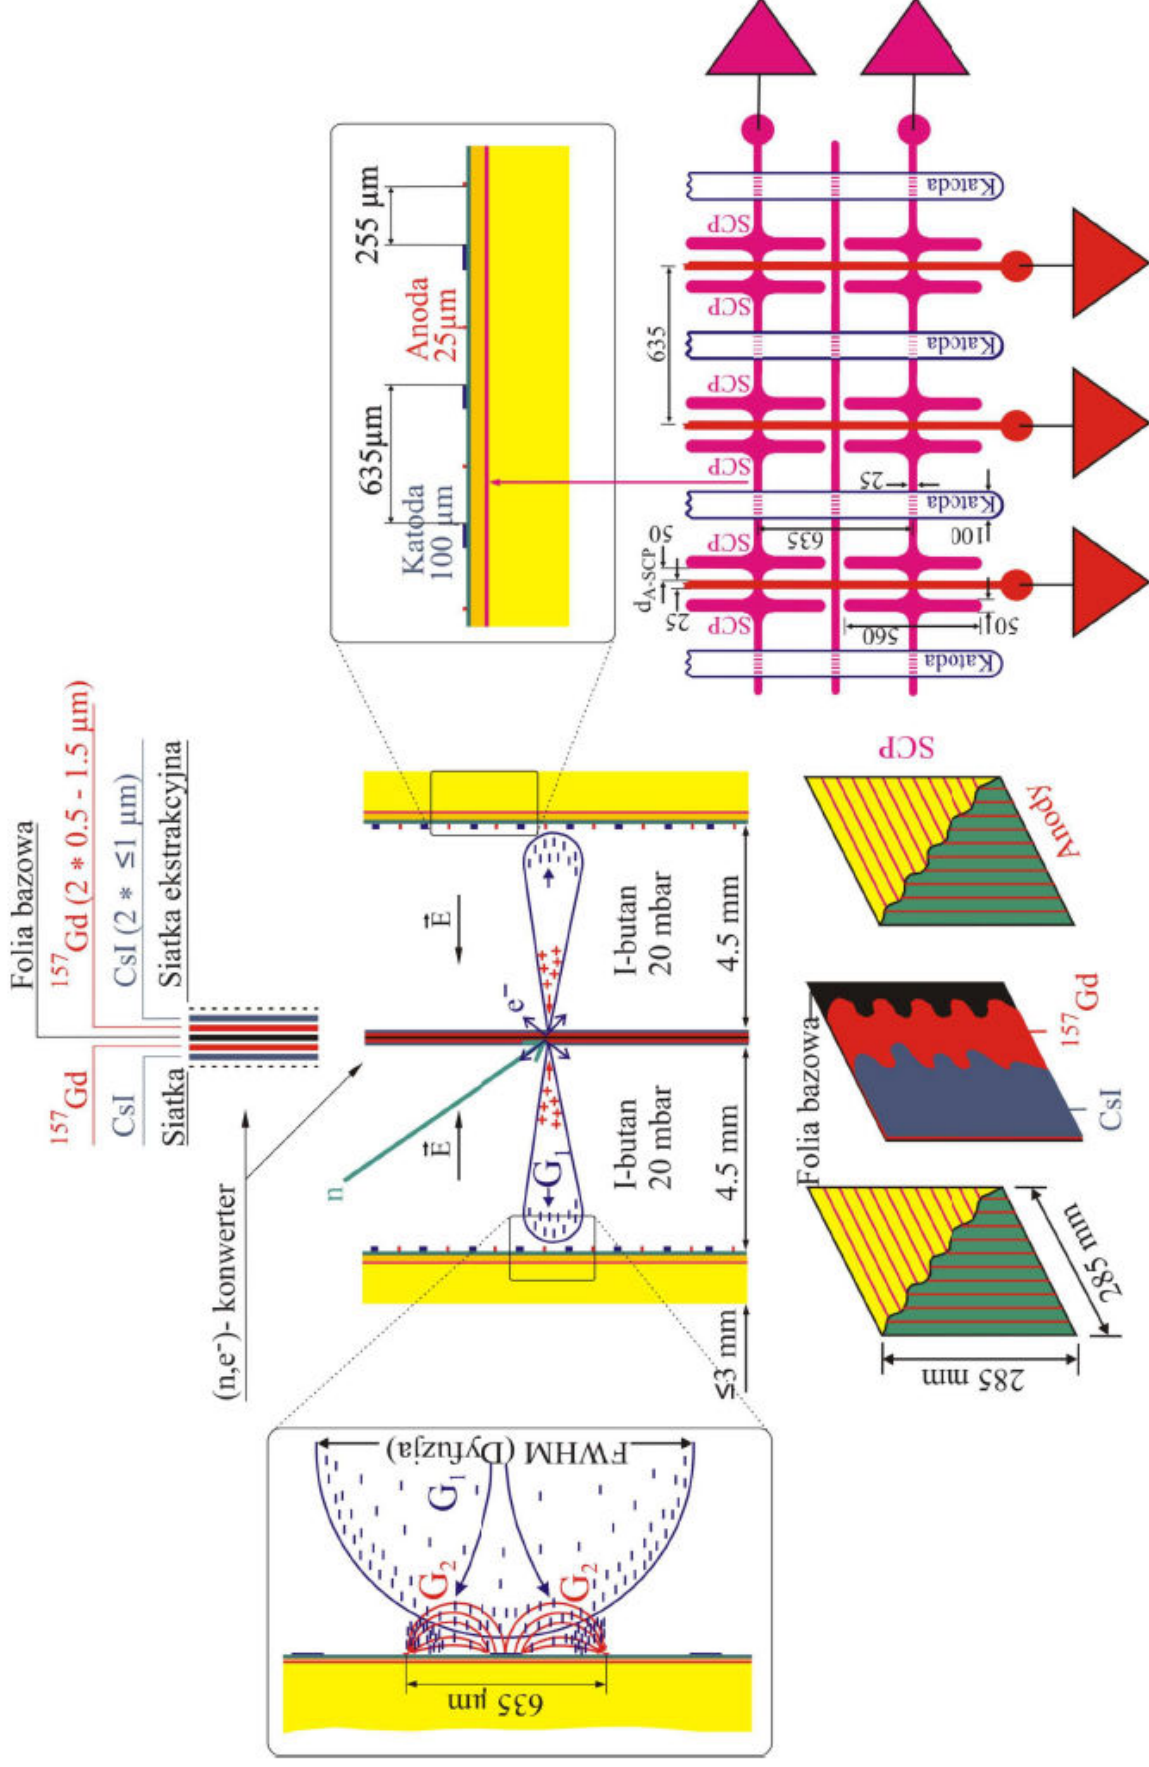 Folia bazowa
¹⁵⁷Gd
¹⁵⁷Gd (2 * 0.5 - 1.5 μm)
CsI
CsI (2 * ≤1 μm)
Siatka
Siatka ekstrakcyjna
(n,e⁻)- konwerter
n
e⁻
E
E
G₁
I-butan
20 mbar
I-butan
20 mbar
4.5 mm
4.5 mm
≤3 mm
FWHM (Dyfuzja)
G₁
G₂
G₂
635 μm
Katoda
100 μm
635μm
Anoda
25μm
255 μm
SCP
SCP
SCP
SCP
SCP
SCP
635
635
50
d_A-SCP
25
25
560
50
100
Katoda
Katoda
Katoda
Katoda
285 mm
285 mm
Folia bazowa
CsI
¹⁵⁷Gd
Anody
SCP